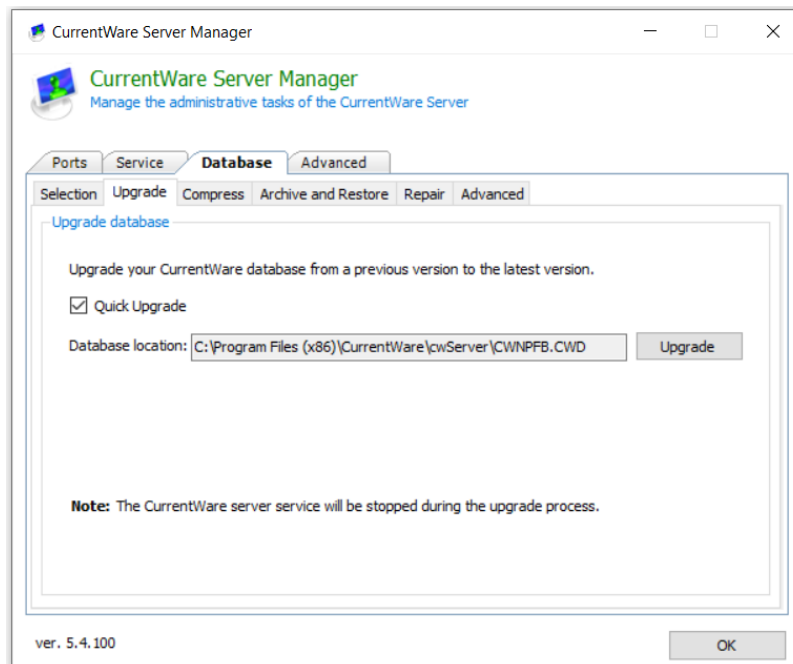 CurrentWare Server Manager
CurrentWare Server Manager
Manage the administrative tasks of the CurrentWare Server
Ports Service Database Advanced
Selection Upgrade Compress Archive and Restore Repair Advanced
Upgrade database
Upgrade your CurrentWare database from a previous version to the latest version.
Quick Upgrade
Database location: C:\Program Files (x86)\CurrentWare\cwServer\CWNPFB.CWD Upgrade
Note: The CurrentWare server service will be stopped during the upgrade process.
ver. 5.4.100 OK